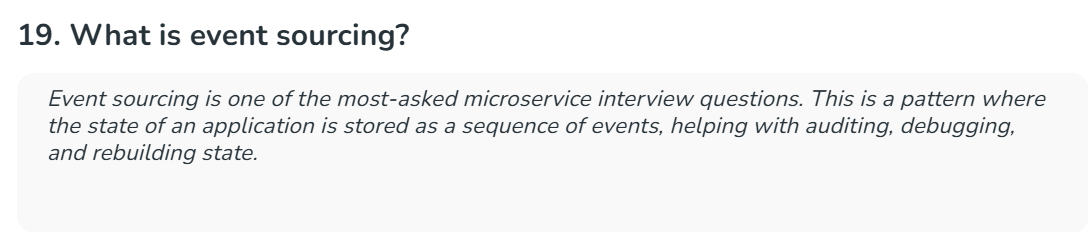 19. What is event sourcing?
Event sourcing is one of the most-asked microservice interview questions. This is a pattern where
the state of an application is stored as a sequence of events, helping with auditing, debugging,
and rebuilding state.